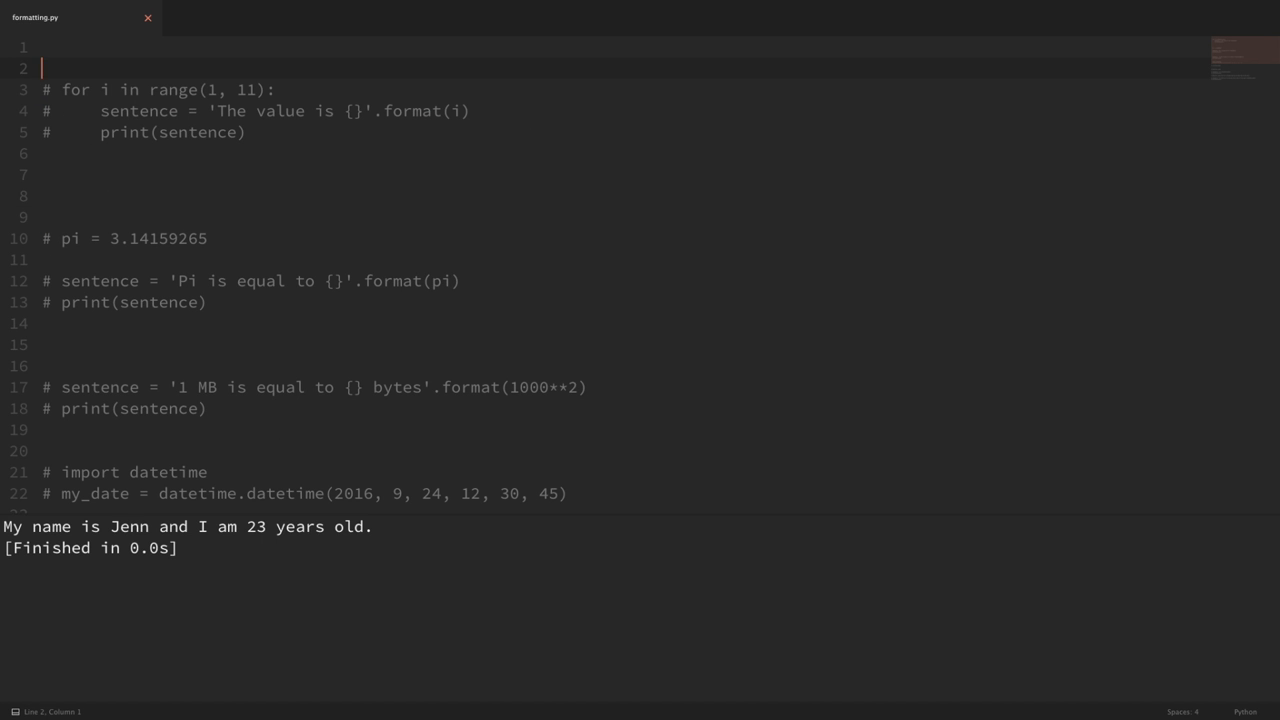 formatting.py
1
2
3 # for i in range(1, 11):
4 #     sentence = 'The value is {}'.format(i)
5 #     print(sentence)
6
7
8
9
10 # pi = 3.14159265
11
12 # sentence = 'Pi is equal to {}'.format(pi)
13 # print(sentence)
14
15
16
17 # sentence = '1 MB is equal to {} bytes'.format(1000**2)
18 # print(sentence)
19
20
21 # import datetime
22 # my_date = datetime.datetime(2016, 9, 24, 12, 30, 45)
My name is Jenn and I am 23 years old.
[Finished in 0.0s]
Line 2, Column 1
Spaces: 4
Python